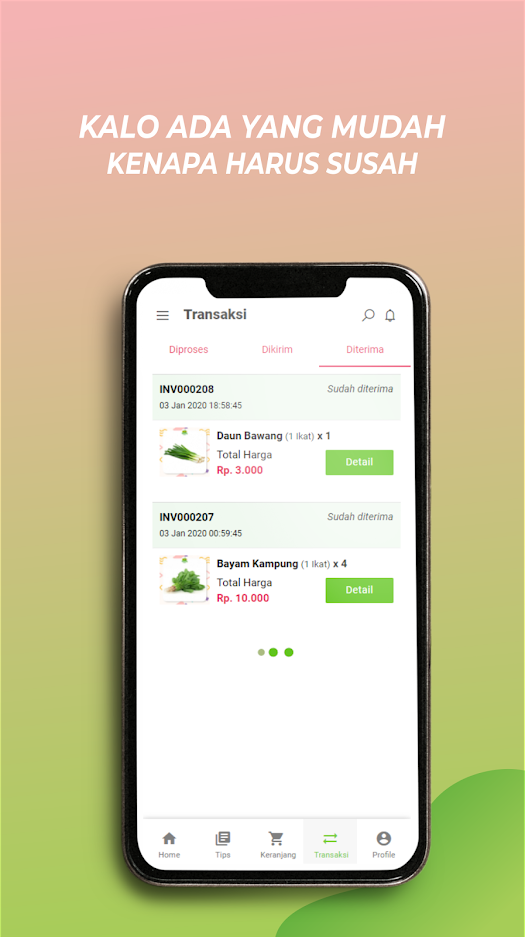 KALO ADA YANG MUDAH
KENAPA HARUS SUSAH
Transaksi
Diproses Dikirim Diterima
INV000208 Sudah diterima
03 Jan 2020 18:58:45
Daun Bawang (1 Ikat) x 1
Total Harga
Rp. 3.000
Detail
INV000207 Sudah diterima
03 Jan 2020 00:59:45
Bayam Kampung (1 Ikat) x 4
Total Harga
Rp. 10.000
Detail
Home Tips Keranjang Transaksi Profile